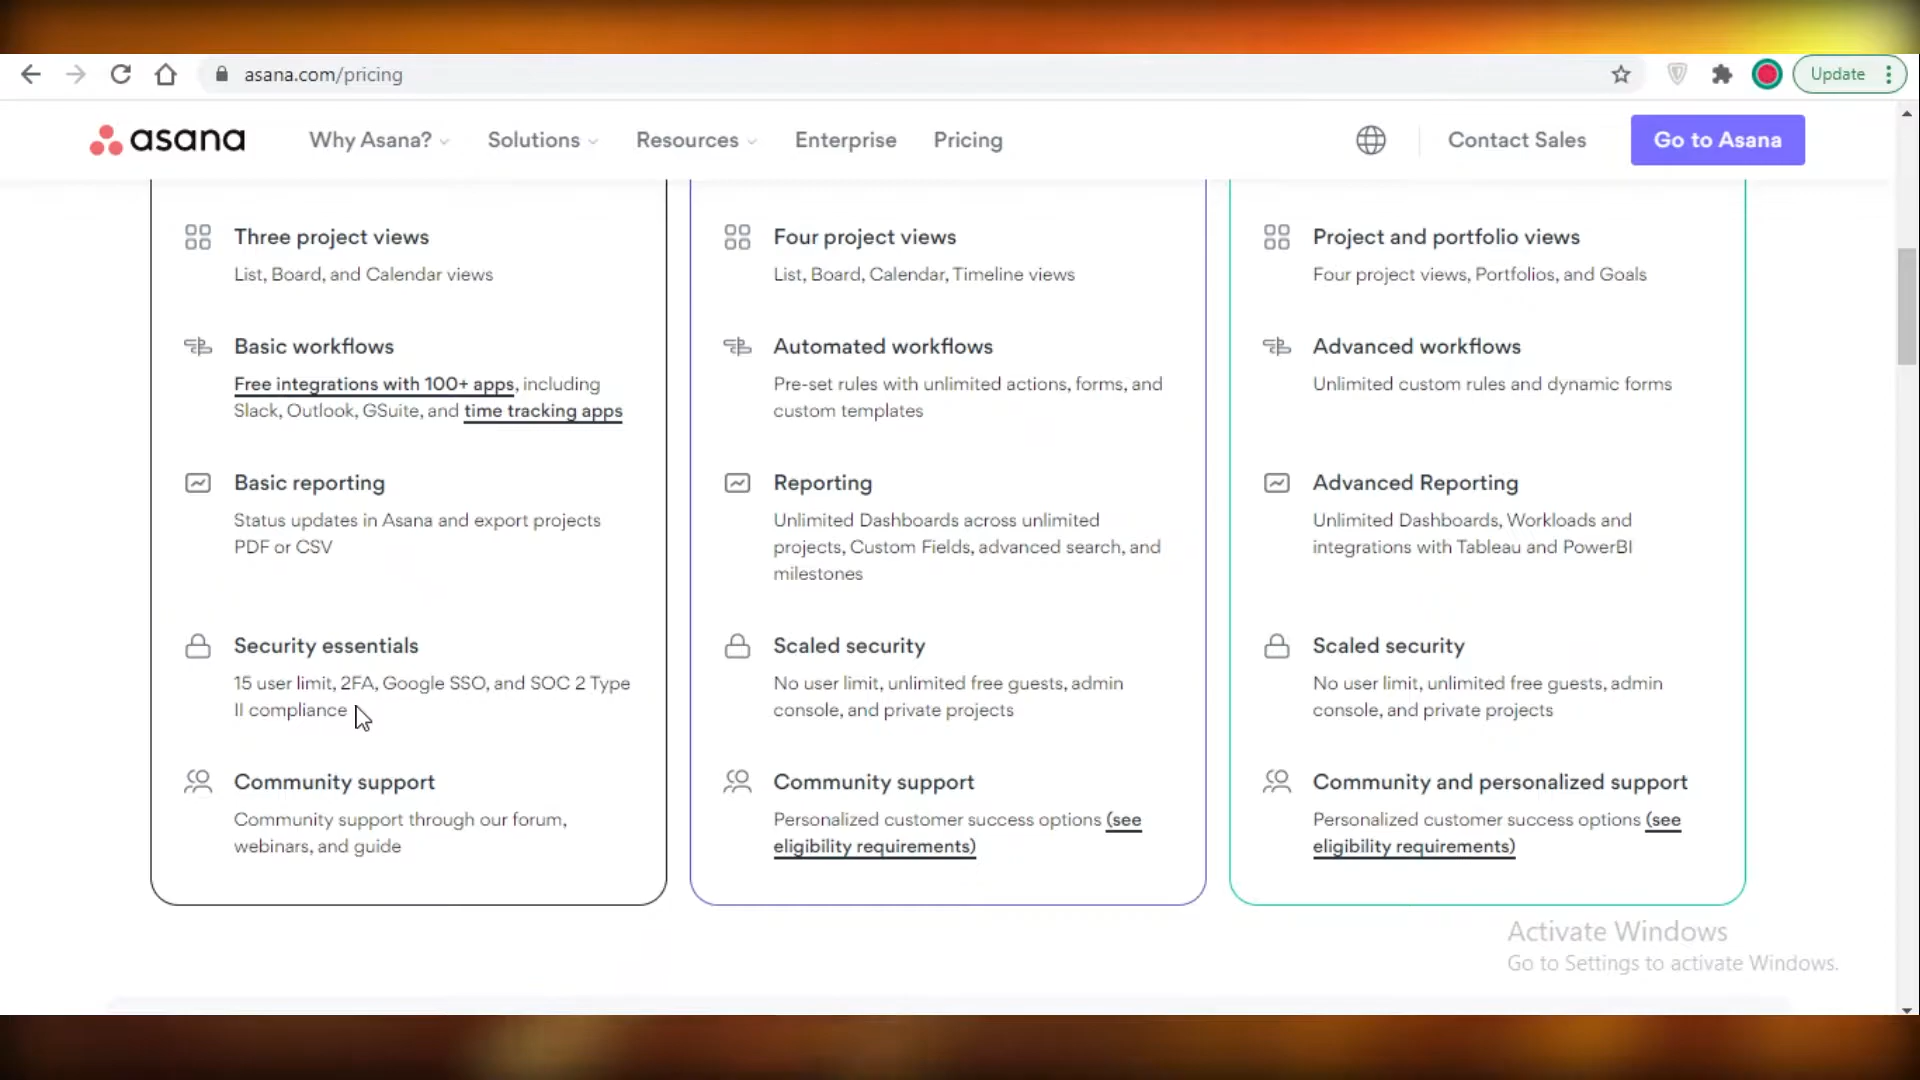 asana.com/pricing
Update
asana
Why Asana?
Solutions
Resources
Enterprise
Pricing
Contact Sales
Go to Asana
Three project views
List, Board, and Calendar views
Basic workflows
Free integrations with 100+ apps, including
Slack, Outlook, GSuite, and time tracking apps
Basic reporting
Status updates in Asana and export projects
PDF or CSV
Security essentials
15 user limit, 2FA, Google SSO, and SOC 2 Type
II compliance
Community support
Community support through our forum,
webinars, and guide
Four project views
List, Board, Calendar, Timeline views
Automated workflows
Pre-set rules with unlimited actions, forms, and
custom templates
Reporting
Unlimited Dashboards across unlimited
projects, Custom Fields, advanced search, and
milestones
Scaled security
No user limit, unlimited free guests, admin
console, and private projects
Community support
Personalized customer success options (see
eligibility requirements)
Project and portfolio views
Four project views, Portfolios, and Goals
Advanced workflows
Unlimited custom rules and dynamic forms
Advanced Reporting
Unlimited Dashboards, Workloads and
integrations with Tableau and PowerBI
Scaled security
No user limit, unlimited free guests, admin
console, and private projects
Community and personalized support
Personalized customer success options (see
eligibility requirements)
Activate Windows
Go to Settings to activate Windows.